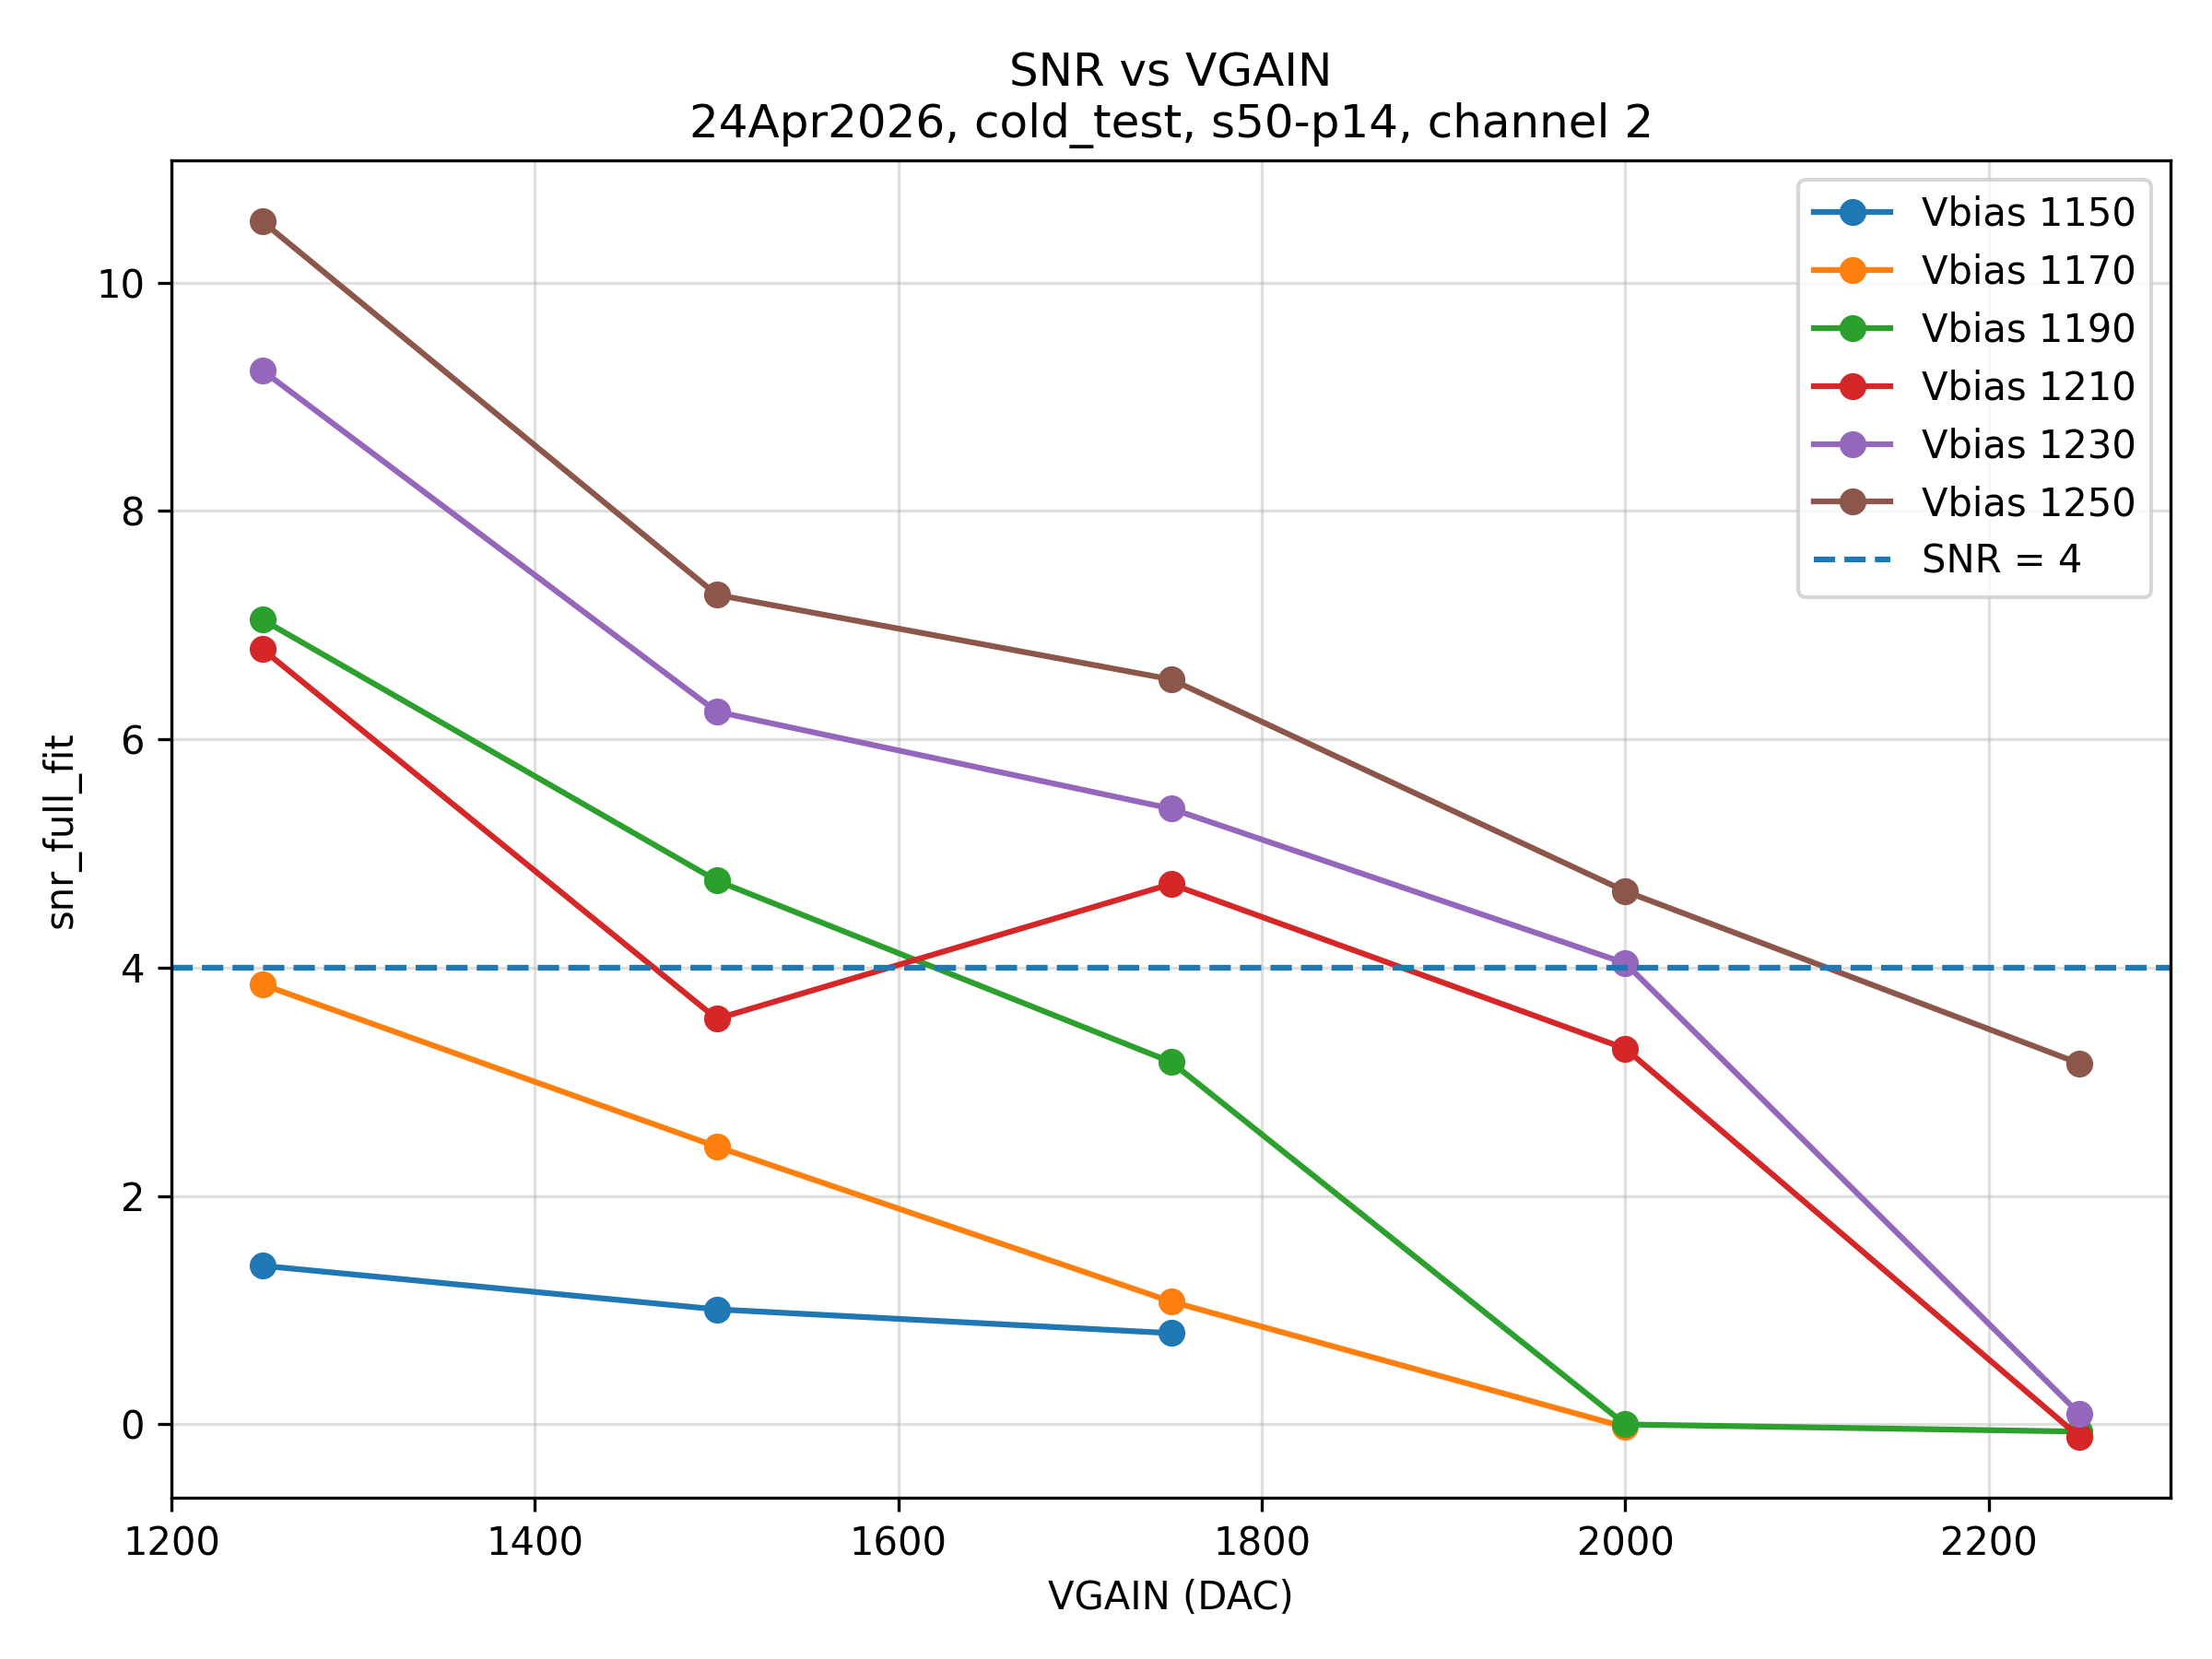 SNR vs VGAIN
24Apr2026, cold_test, s50-p14, channel 2
snr_full_fit
10
8
6
4
2
0
1200
1400
1600
1800
2000
2200
VGAIN (DAC)
Vbias 1150
Vbias 1170
Vbias 1190
Vbias 1210
Vbias 1230
Vbias 1250
SNR = 4